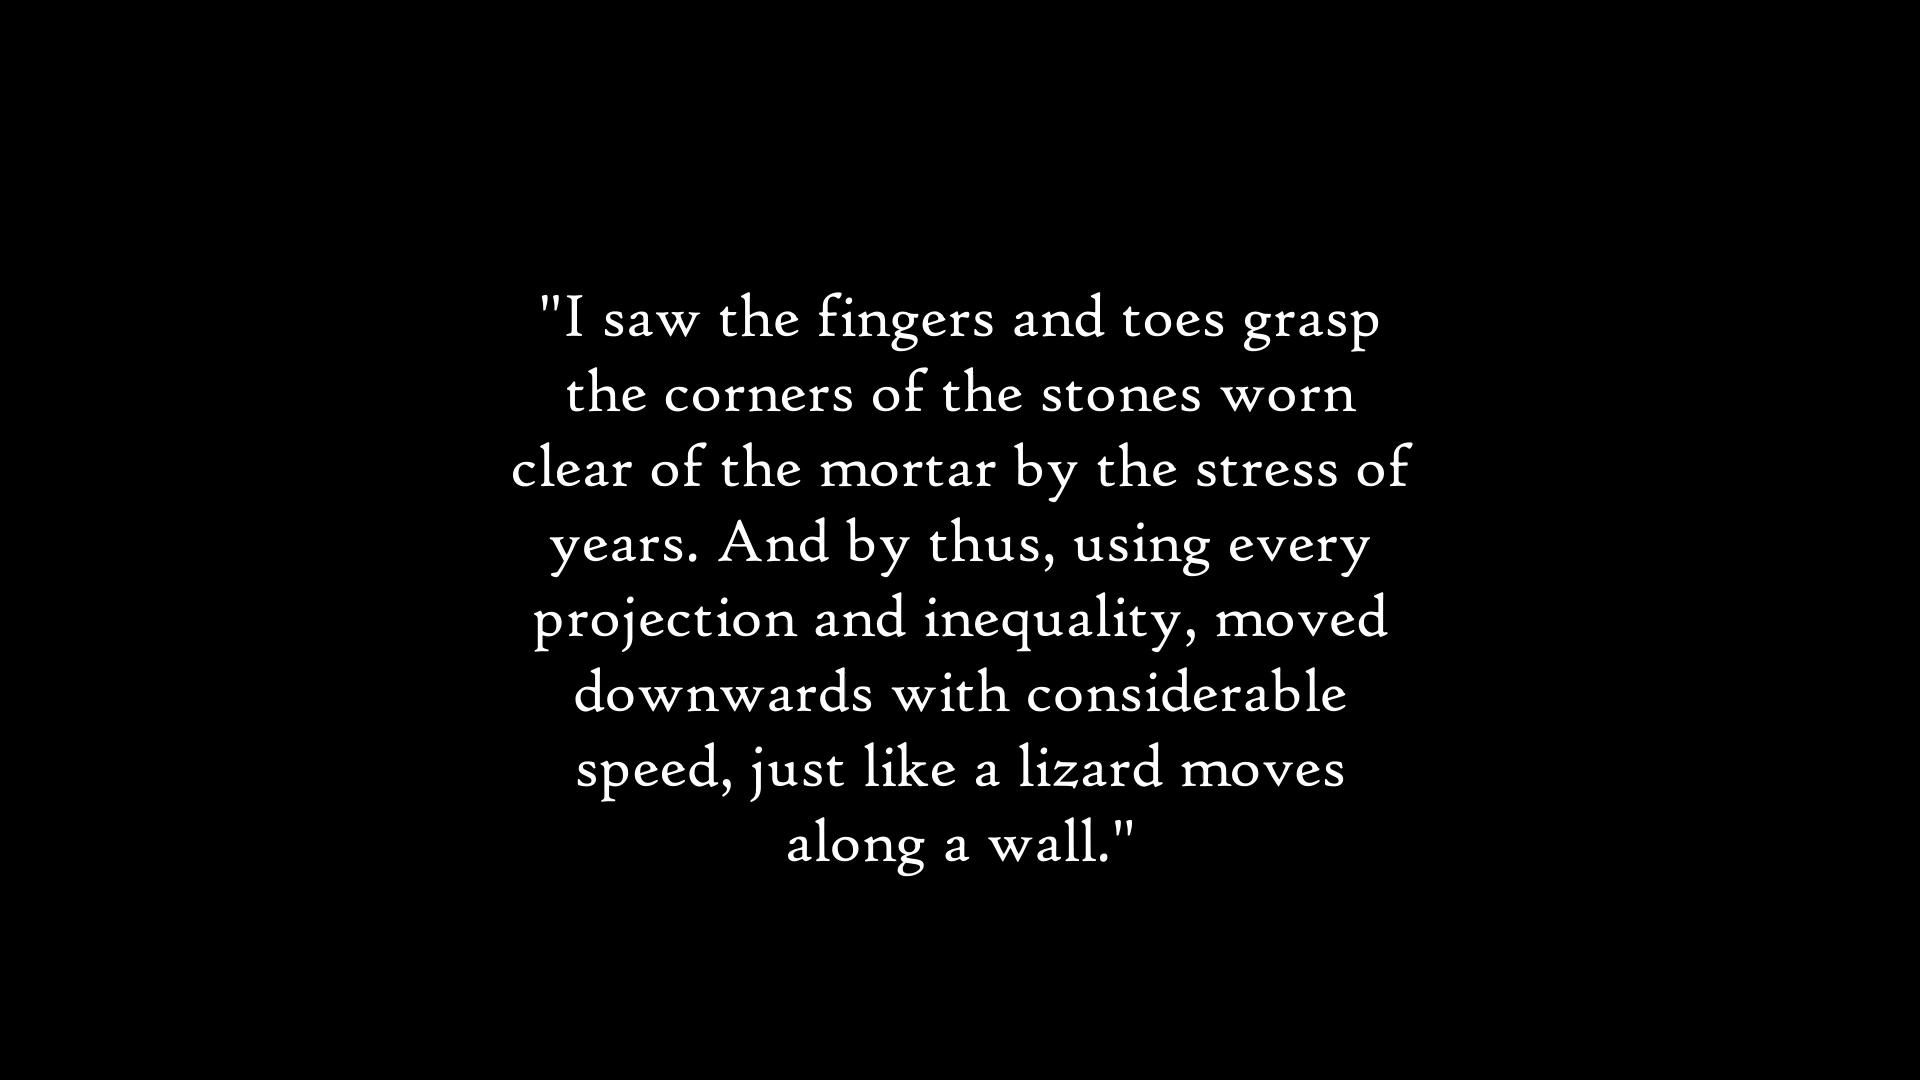 "I saw the fingers and toes grasp
the corners of the stones worn
clear of the mortar by the stress of
years. And by thus, using every
projection and inequality, moved
downwards with considerable
speed, just like a lizard moves
along a wall."